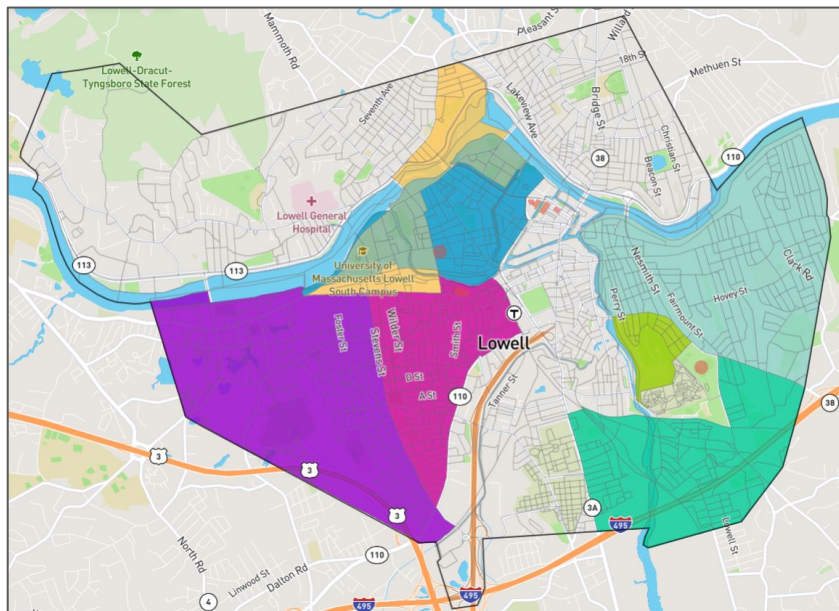 Pleasant St
Willard
Mammoth Rd
18th St
Methuen St
Lowell-Dracut-
Tyngsboro State Forest
Seventh Ave
Lakeview Ave
Bridge St
Christian St
Beacon St
38
110
Lowell General
Hospital
113
113
University of
Massachusetts Lowell
South Campus
Nesmith St
Clark Rd
Hovey St
Fairmount St
Perry St
T
Lowell
Foster St
Stevens St
Wilder St
Smith St
D St
A St
110
Tanner St
38
3
3
3
3A
495
Lowell St
North Rd
110
Linwood St
Dalton Rd
4
495
495